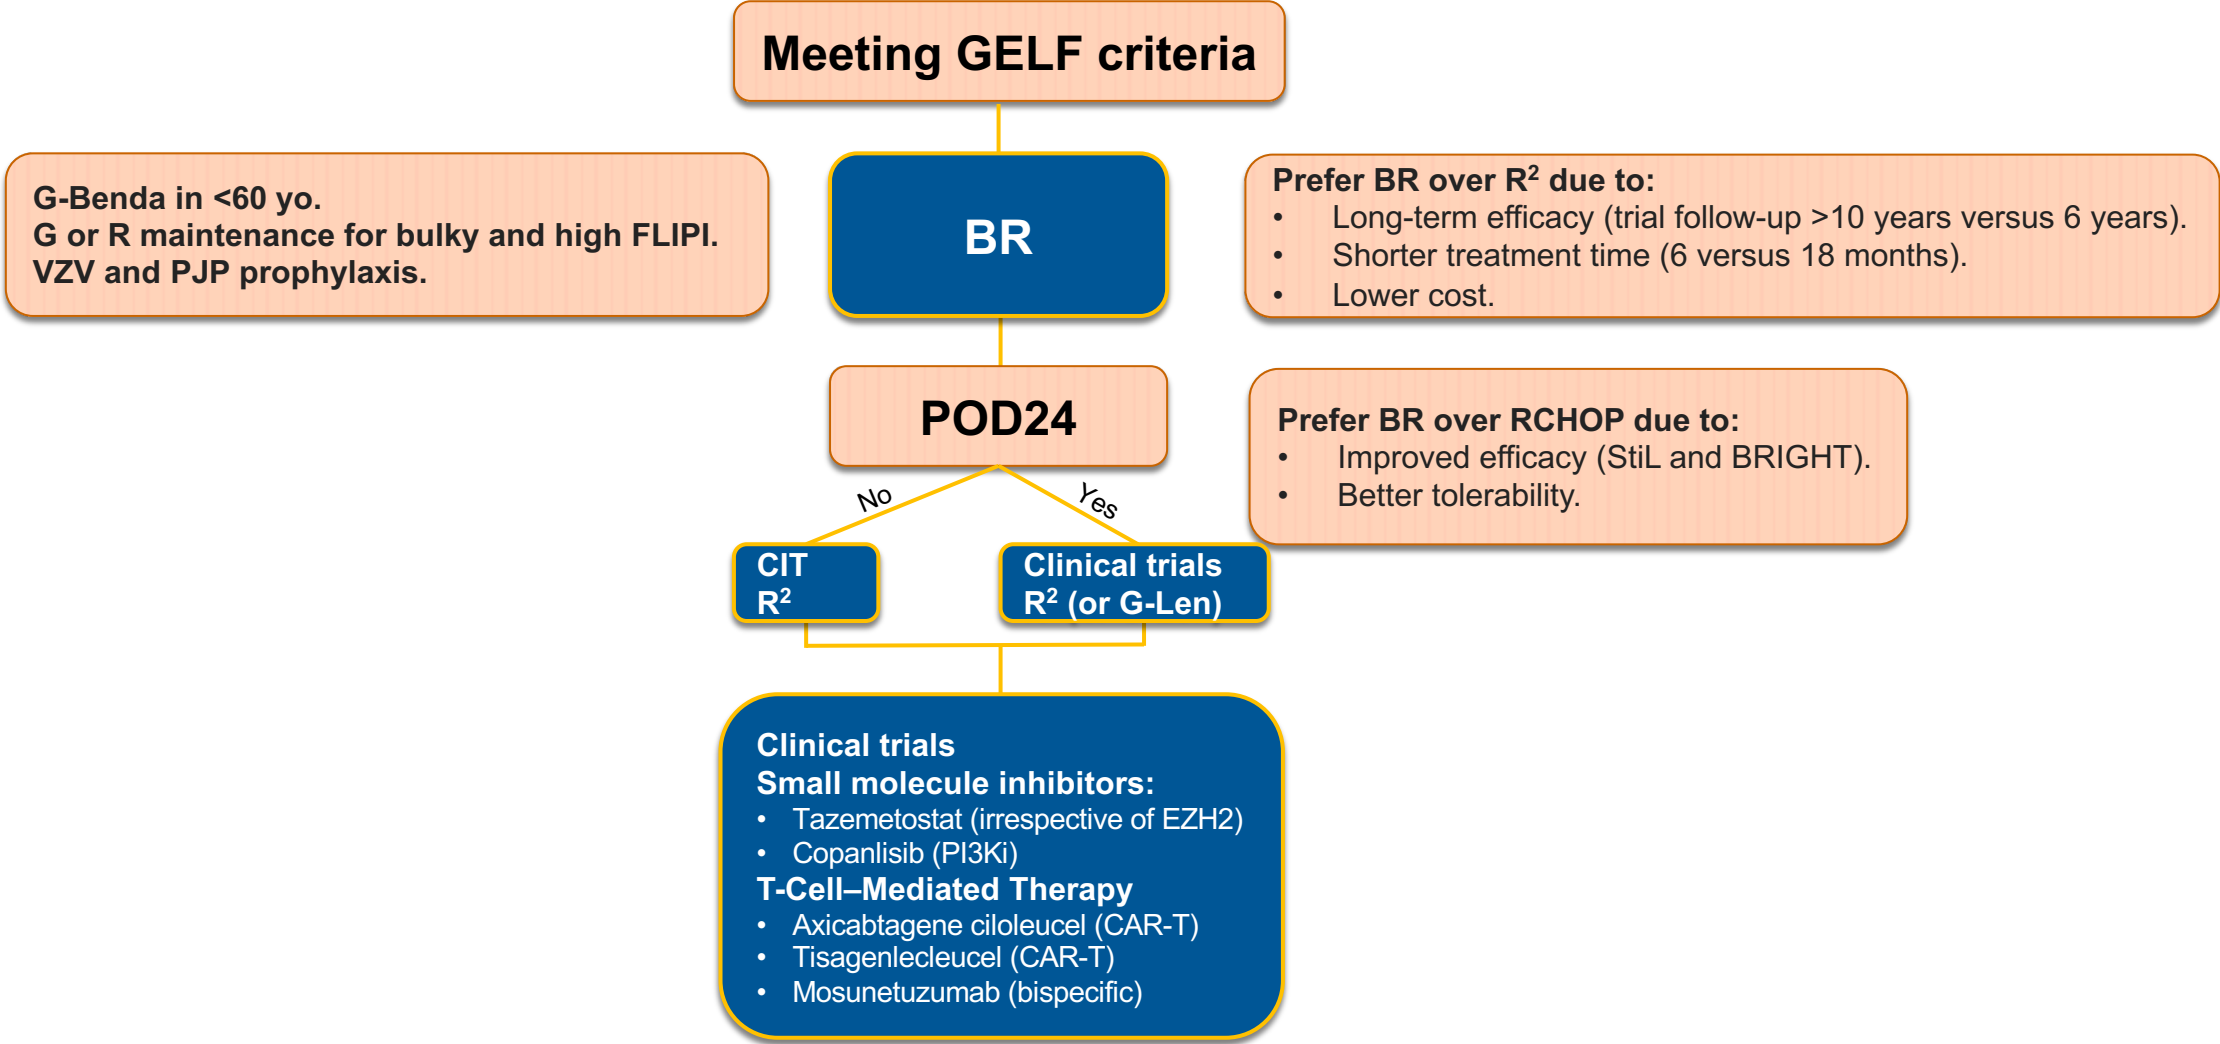 Meeting GELF criteria
G-Benda in <60 yo.
G or R maintenance for bulky and high FLIPI.
VZV and PJP prophylaxis.
BR
Prefer BR over R² due to:
• Long-term efficacy (trial follow-up >10 years versus 6 years).
• Shorter treatment time (6 versus 18 months).
• Lower cost.
POD24
Prefer BR over RCHOP due to:
• Improved efficacy (StiL and BRIGHT).
• Better tolerability.
No
Yes
CIT
R²
Clinical trials
R² (or G-Len)
Clinical trials
Small molecule inhibitors:
• Tazemetostat (irrespective of EZH2)
• Copanlisib (PI3Ki)
T-Cell–Mediated Therapy
• Axicabtagene ciloleucel (CAR-T)
• Tisagenlecleucel (CAR-T)
• Mosunetuzumab (bispecific)